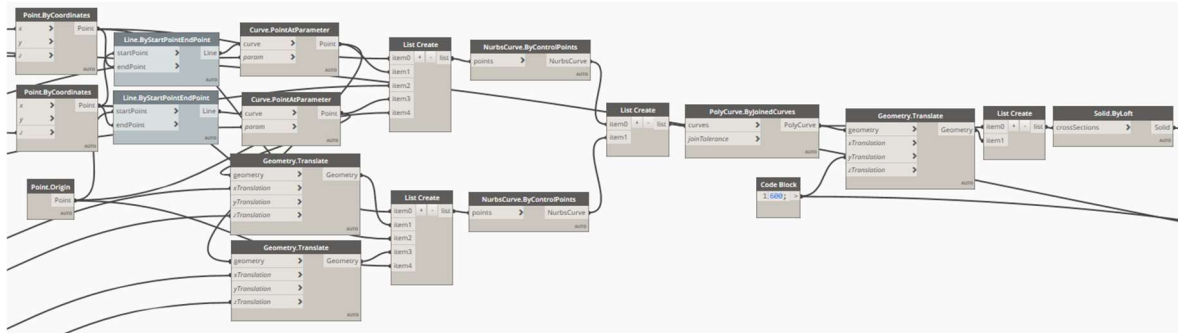 Point.ByCoordinates
x
y
z
Point
AUTO
Point.ByCoordinates
x
y
z
Point
AUTO
Line.ByStartPointEndPoint
startPoint
endPoint
Line
AUTO
Line.ByStartPointEndPoint
startPoint
endPoint
Line
AUTO
Point.Origin
Point
AUTO
Curve.PointAtParameter
curve
param
Point
AUTO
Curve.PointAtParameter
curve
param
Point
AUTO
Geometry.Translate
geometry
xTranslation
yTranslation
zTranslation
Geometry
AUTO
Geometry.Translate
geometry
xTranslation
yTranslation
zTranslation
Geometry
AUTO
List Create
item0 + - list
item1
item2
item3
item4
List Create
item0 + - list
item1
item2
item3
item4
NurbsCurve.ByControlPoints
points > NurbsCurve
AUTO
NurbsCurve.ByControlPoints
points > NurbsCurve
AUTO
List Create
item0 + - list
item1
PolyCurve.ByJoinedCurves
curves > PolyCurve
joinTolerance >
AUTO
Code Block
1 600; >
Geometry.Translate
geometry
xTranslation
yTranslation
zTranslation
Geometry
AUTO
List Create
item0 + - list
item1
Solid.ByLoft
crossSections > Solid
AUTO